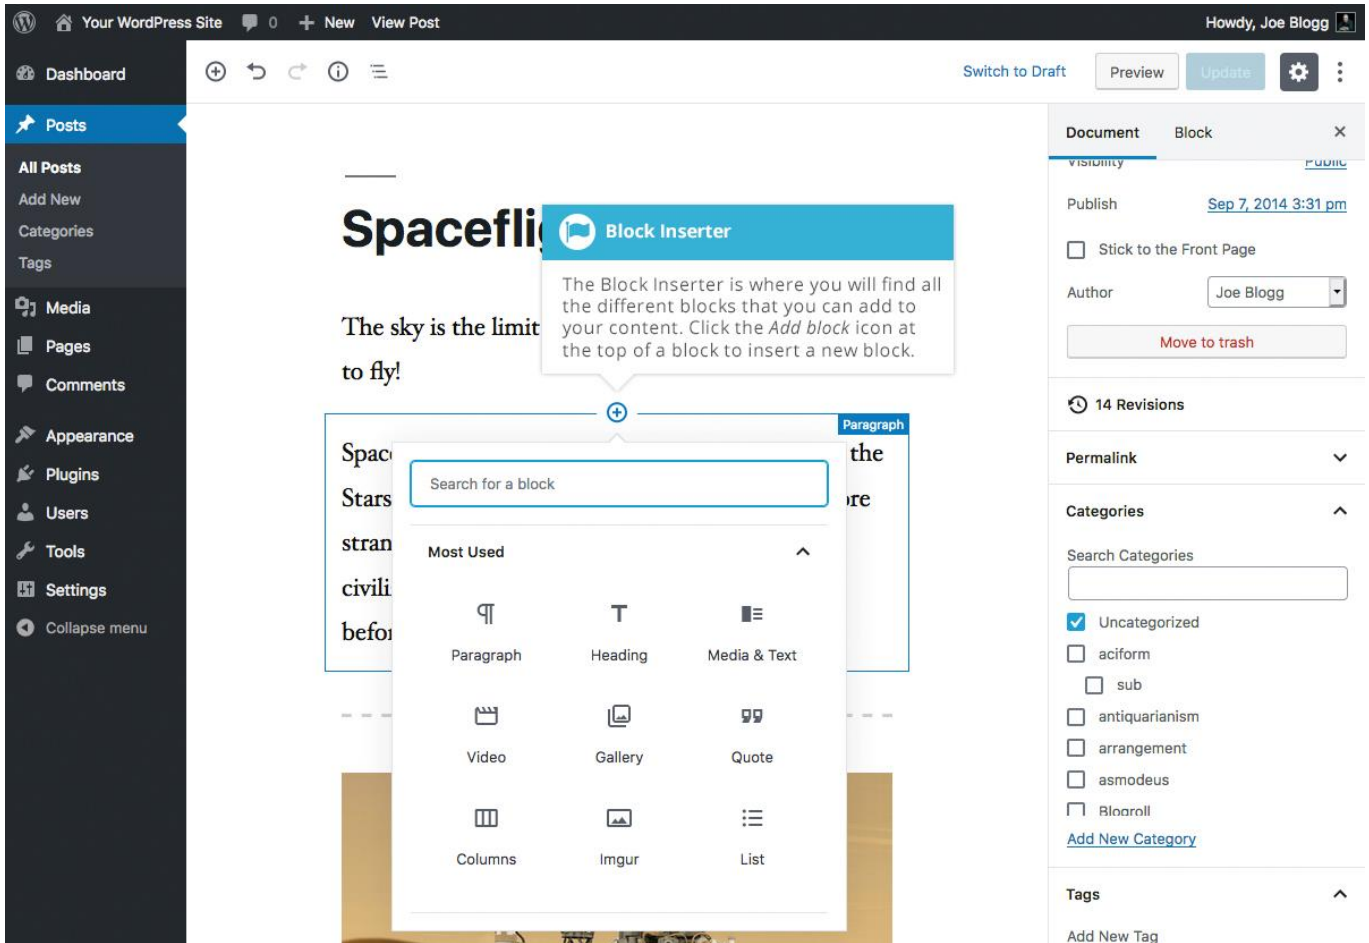 Your WordPress Site 0 New View Post Howdy, Joe Blogg
Dashboard
Posts
All Posts
Add New
Categories
Tags
Media
Pages
Comments
Appearance
Plugins
Users
Tools
Settings
Collapse menu
Switch to Draft Preview Update
Block Inserter
The Block Inserter is where you will find all
the different blocks that you can add to
your content. Click the Add block icon at
the top of a block to insert a new block.
The sky is the limit
to fly!
Paragraph
the
Stars
Search for a block
Most Used
Paragraph Heading Media & Text
Video Gallery Quote
Columns Imgur List
Document Block
Visibility Public
Publish Sep 7, 2014 3:31 pm
Stick to the Front Page
Author Joe Blogg
Move to trash
14 Revisions
Permalink
Categories
Search Categories
Uncategorized
aciform
sub
antiquarianism
arrangement
asmodeus
Blogroll
Add New Category
Tags
Add New Tag